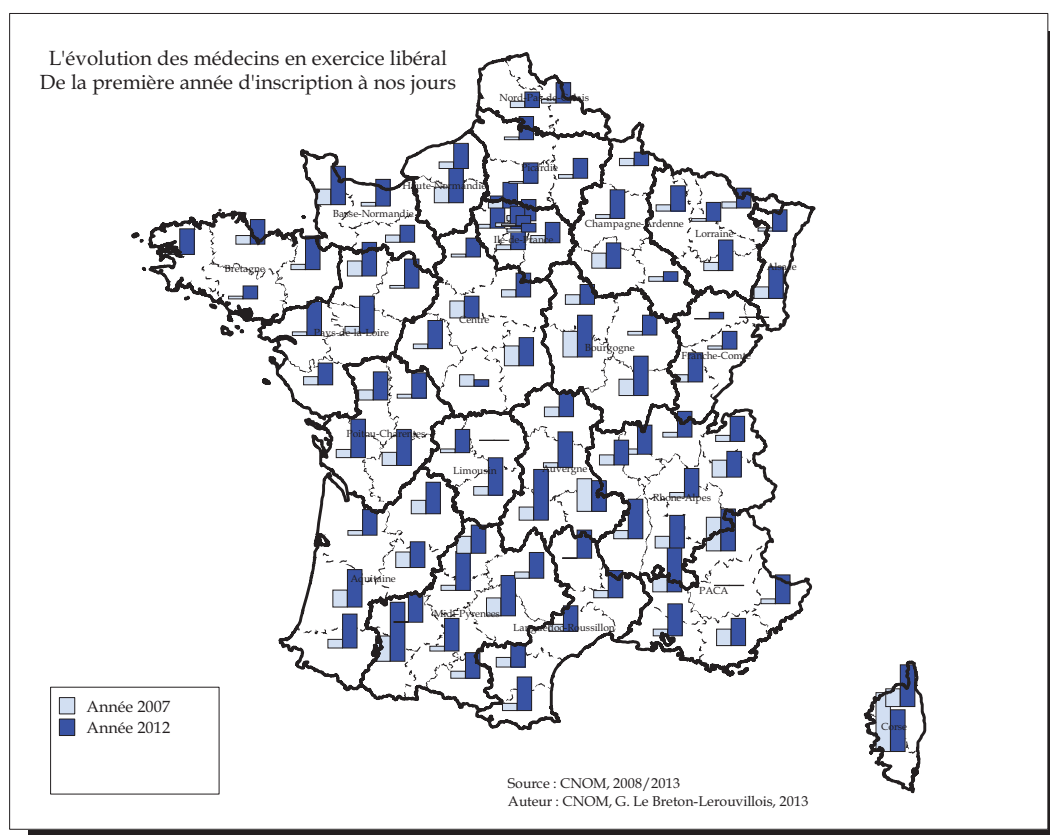 L'évolution des médecins en exercice libéral
De la première année d'inscription à nos jours
Nord-Pas-de-Calais
Picardie
Haute-Normandie
Basse-Normandie
Ile-de-France
Champagne-Ardenne
Lorraine
Alsace
Bretagne
Pays-de-la-Loire
Centre
Bourgogne
Franche-Comté
Poitou-Charentes
Limousin
Auvergne
Rhône-Alpes
Aquitaine
Midi-Pyrénées
PACA
Languedoc-Roussillon
Corse
Année 2007
Année 2012
Source : CNOM, 2008/2013
Auteur : CNOM, G. Le Breton-Lerouvillois, 2013